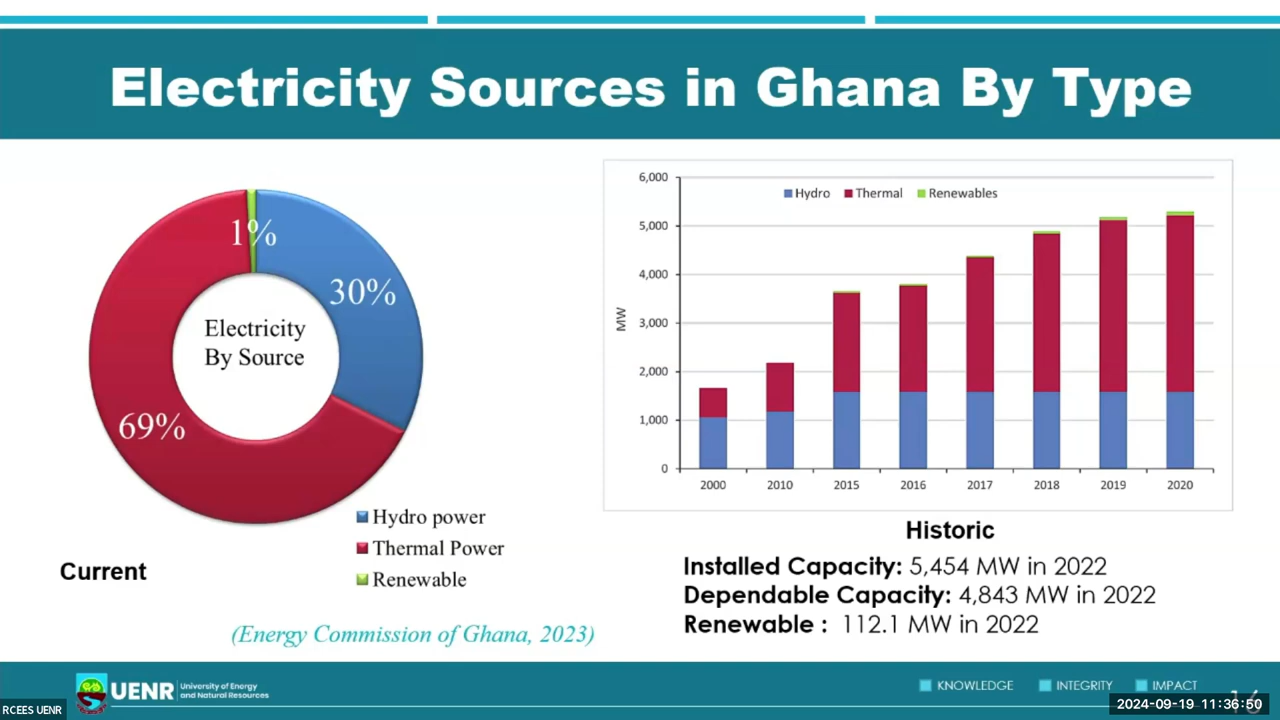 Electricity Sources in Ghana By Type
1%
30%
Electricity
By Source
69%
Hydro power
Thermal Power
Renewable
Current
(Energy Commission of Ghana, 2023)
6,000
5,000
4,000
3,000
2,000
1,000
0
MW
Hydro Thermal Renewables
2000 2010 2015 2016 2017 2018 2019 2020
Historic
Installed Capacity: 5,454 MW in 2022
Dependable Capacity: 4,843 MW in 2022
Renewable : 112.1 MW in 2022
UENR University of Energy
and Natural Resources
KNOWLEDGE INTEGRITY IMPACT
16
RCEES UENR
2024-09-19 11:36:50